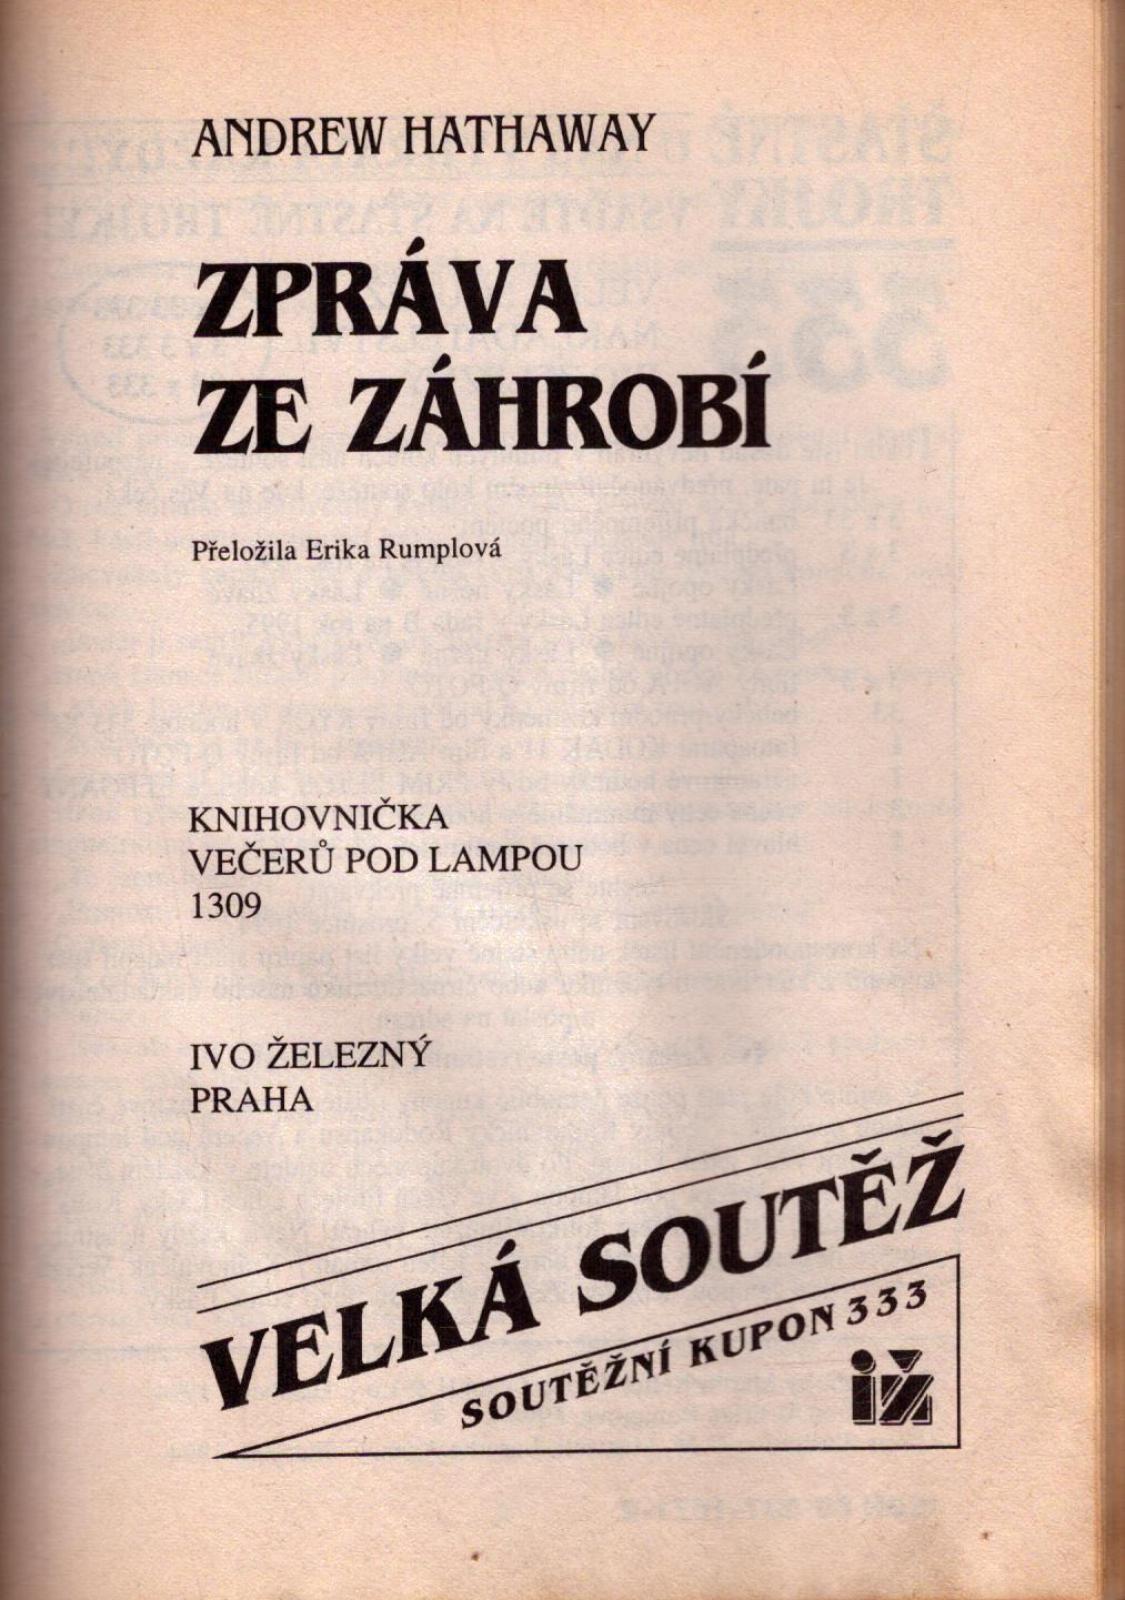 ANDREW HATHAWAY
ZPRÁVA
ZE ZÁHROBÍ
Přeložila Erika Rumplová
KNIHOVNIČKA
VEČERŮ POD LAMPOU
1309
IVO ŽELEZNÝ
PRAHA
VELKÁ SOUTĚŽ
SOUTĚŽNÍ KUPON 333
iž